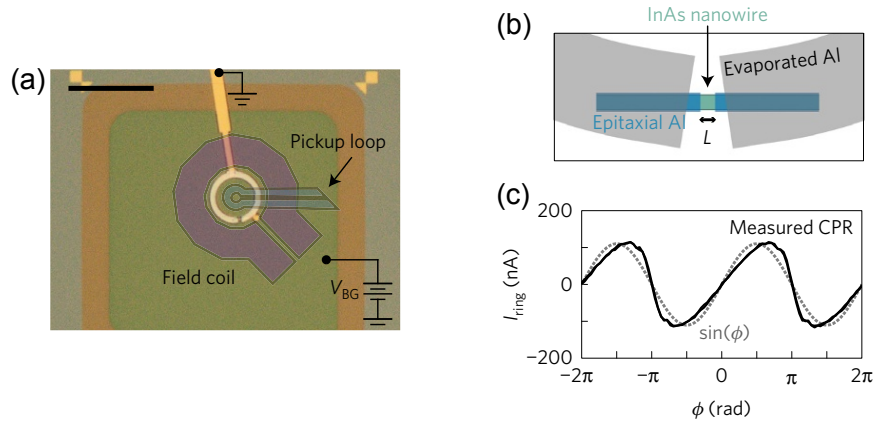 (a)
Pickup loop
Field coil
V_BG
(b)
InAs nanowire
Evaporated Al
Epitaxial Al
L
(c)
200
Measured CPR
I_ring (nA)
0
sin(ϕ)
−200
−2π −π 0 π 2π
ϕ (rad)